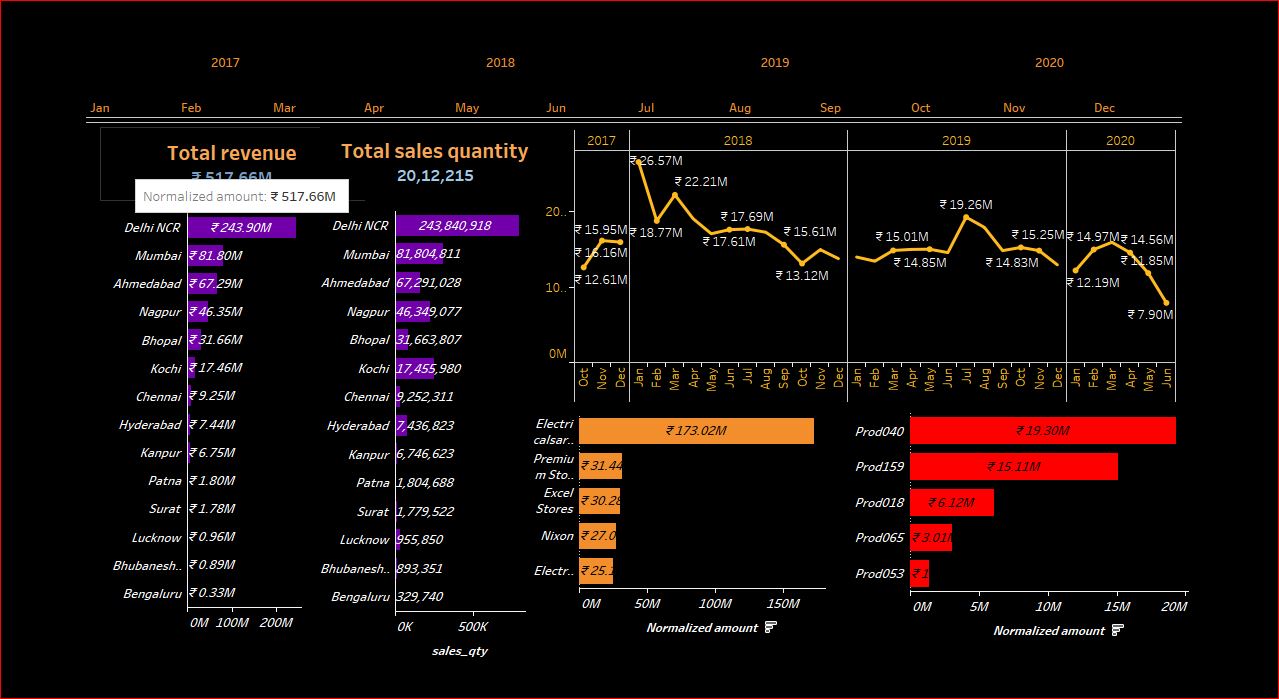 2017 2018 2019 2020
Jan Feb Mar Apr May Jun Jul Aug Sep Oct Nov Dec
Total revenue
₹ 517.66M
Normalized amount: ₹ 517.66M
Delhi NCR ₹ 243.90M
Mumbai ₹ 81.80M
Ahmedabad ₹ 67.29M
Nagpur ₹ 46.35M
Bhopal ₹ 31.66M
Kochi ₹ 17.46M
Chennai ₹ 9.25M
Hyderabad ₹ 7.44M
Kanpur ₹ 6.75M
Patna ₹ 1.80M
Surat ₹ 1.78M
Lucknow ₹ 0.96M
Bhubanesh.. ₹ 0.89M
Bengaluru ₹ 0.33M
0M 100M 200M
Total sales quantity
20,12,215
Delhi NCR 243,840,918
Mumbai 81,804,811
Ahmedabad 67,291,028
Nagpur 46,349,077
Bhopal 31,663,807
Kochi 17,455,980
Chennai 9,252,311
Hyderabad 7,436,823
Kanpur 6,746,623
Patna 1,804,688
Surat 1,779,522
Lucknow 955,850
Bhubanesh.. 893,351
Bengaluru 329,740
0K 500K
sales_qty
2017 2018 2019 2020
20..
10..
0M
₹ 15.95M
₹ 16.16M
₹ 12.61M
₹ 26.57M
₹ 18.77M
₹ 22.21M
₹ 17.61M
₹ 17.69M
₹ 15.61M
₹ 13.12M
₹ 15.01M
₹ 14.85M
₹ 19.26M
₹ 14.83M
₹ 15.25M
₹ 14.97M
₹ 12.19M
₹ 14.56M
₹ 11.85M
₹ 7.90M
Oct Nov Dec Jan Feb Mar Apr May Jun Jul Aug Sep Oct Nov Dec Jan Feb Mar Apr May Jun Jul Aug Sep Oct Nov Dec Jan Feb Mar Apr May Jun
Electri
calsar.. ₹ 173.02M
Premiu
m Sto.. ₹ 31.44
Excel
Stores ₹ 30.28
Nixon ₹ 27.0
Electr.. ₹ 25.1
0M 50M 100M 150M
Normalized amount
Prod040 ₹ 19.30M
Prod159 ₹ 15.11M
Prod018 ₹ 6.12M
Prod065 ₹ 3.01M
Prod053 ₹ 1
0M 5M 10M 15M 20M
Normalized amount